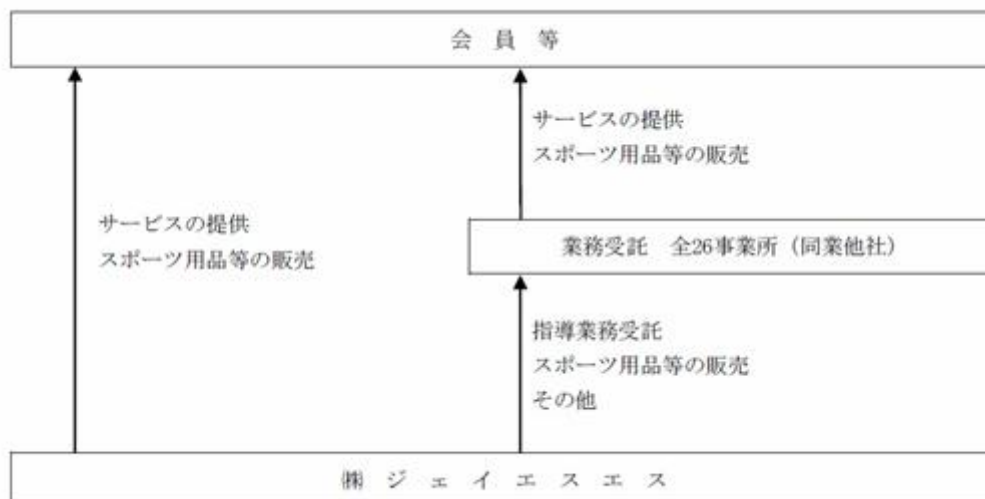 会 員 等
サービスの提供
スポーツ用品等の販売
サービスの提供
スポーツ用品等の販売
業務受託 全26事業所（同業他社）
指導業務受託
スポーツ用品等の販売
その他
㈱ ジ ェ イ エ ス エ ス